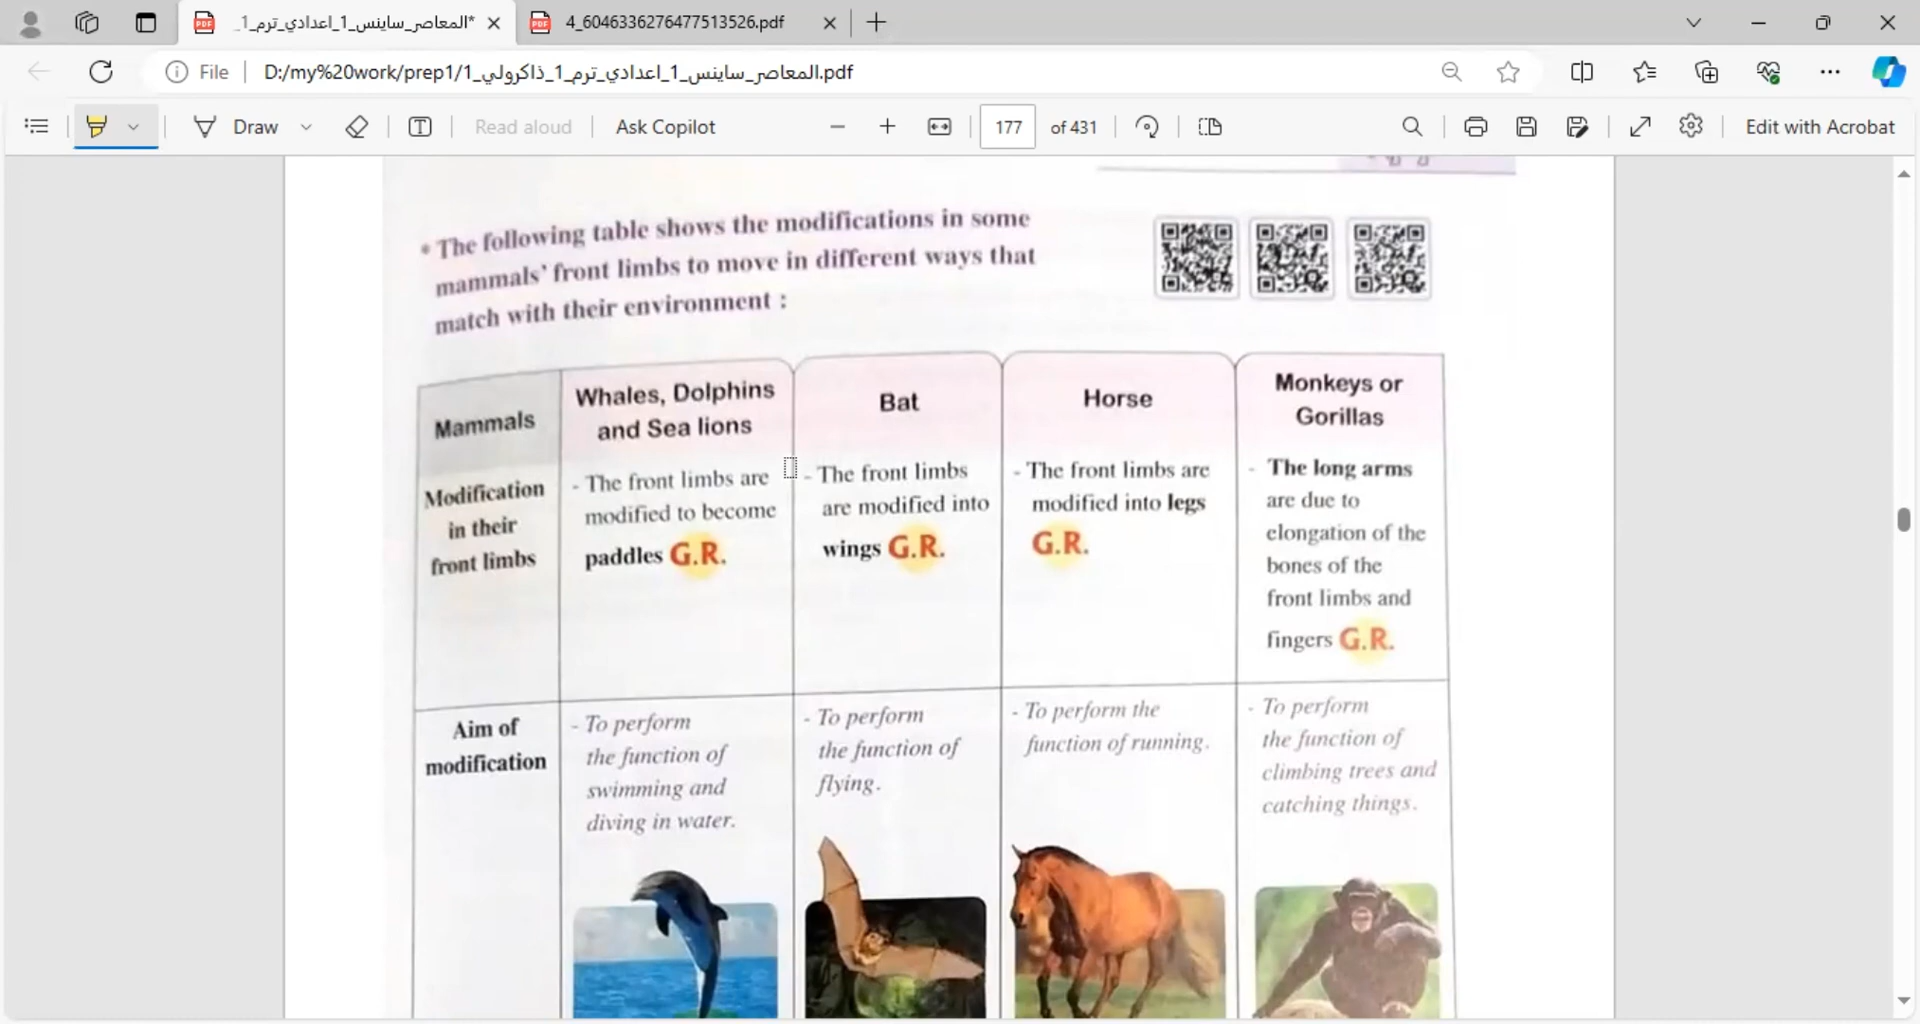 المعاصر_ساينس_1_اعدادي_ترم_1_*
4_6046336276477513526.pdf
File
D:/my%20work/prep1/المعاصر_ساينس_1_اعدادي_ترم_1_ذاكرولي_1.pdf
Draw
Read aloud
Ask Copilot
177
of 431
Edit with Acrobat
• The following table shows the modifications in some
mammals' front limbs to move in different ways that
match with their environment :
Mammals
Whales, Dolphins
and Sea lions
Bat
Horse
Monkeys or
Gorillas
Modification
in their
front limbs
- The front limbs are
modified to become
paddles G.R.
- The front limbs
are modified into
wings G.R.
- The front limbs are
modified into legs
G.R.
- The long arms
are due to
elongation of the
bones of the
front limbs and
fingers G.R.
Aim of
modification
- To perform
the function of
swimming and
diving in water.
- To perform
the function of
flying.
- To perform the
function of running.
- To perform
the function of
climbing trees and
catching things.